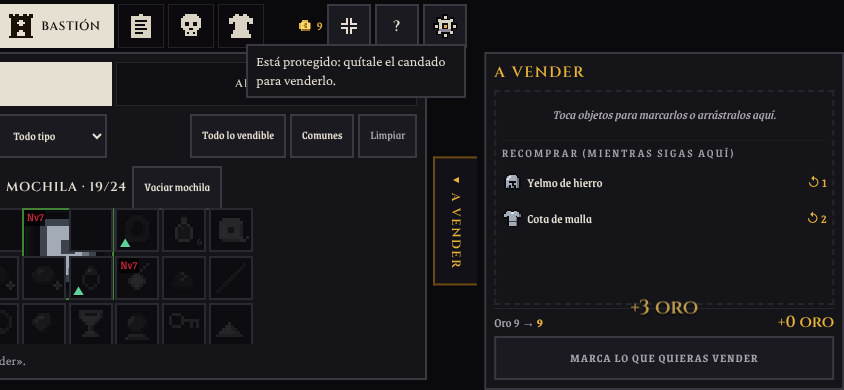 BASTIÓN
9
?
Está protegido: quítale el candado
para venderlo.
Todo tipo
Todo lo vendible
Comunes
Limpiar
MOCHILA · 19/24
Vaciar mochila
Nv7
6
Nv7
der».
◂ A VENDER
A VENDER
Toca objetos para marcarlos o arrástralos aquí.
RECOMPRAR (MIENTRAS SIGAS AQUÍ)
Yelmo de hierro
1
Cota de malla
2
+3 ORO
Oro 9 → 9
+0 ORO
MARCA LO QUE QUIERAS VENDER